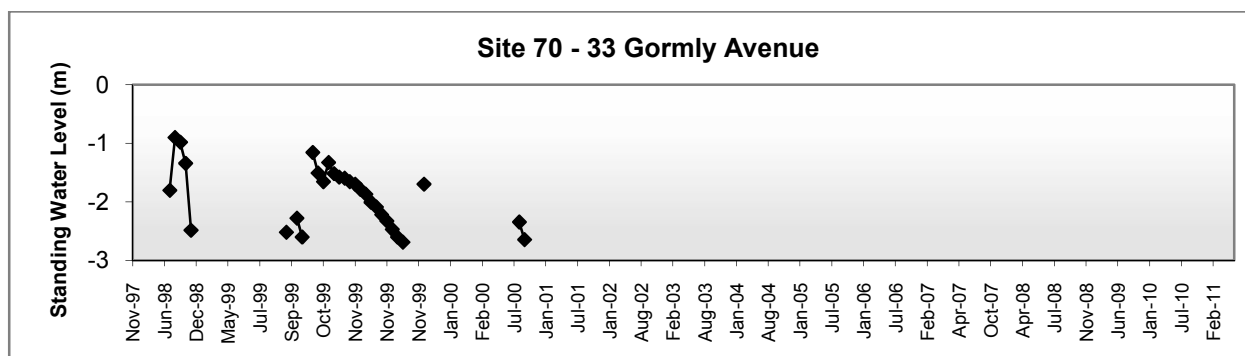 Site 70 - 33 Gormly Avenue
Standing Water Level (m)
0
-1
-2
-3
Nov-97
Jun-98
Dec-98
May-99
Jul-99
Sep-99
Oct-99
Nov-99
Nov-99
Nov-99
Jan-00
Feb-00
Jul-00
Jan-01
Jul-01
Jan-02
Aug-02
Feb-03
Aug-03
Feb-04
Aug-04
Jan-05
Jul-05
Jan-06
Jul-06
Feb-07
Apr-07
Oct-07
Apr-08
Jul-08
Nov-08
Jun-09
Jan-10
Jul-10
Feb-11